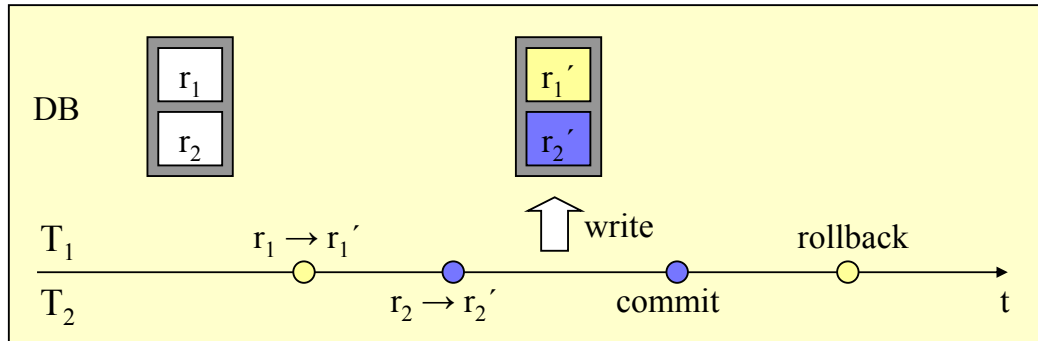 DB
r₁
r₂
r₁´
r₂´
write
T₁
r₁ → r₁´
rollback
T₂
r₂ → r₂´
commit
t